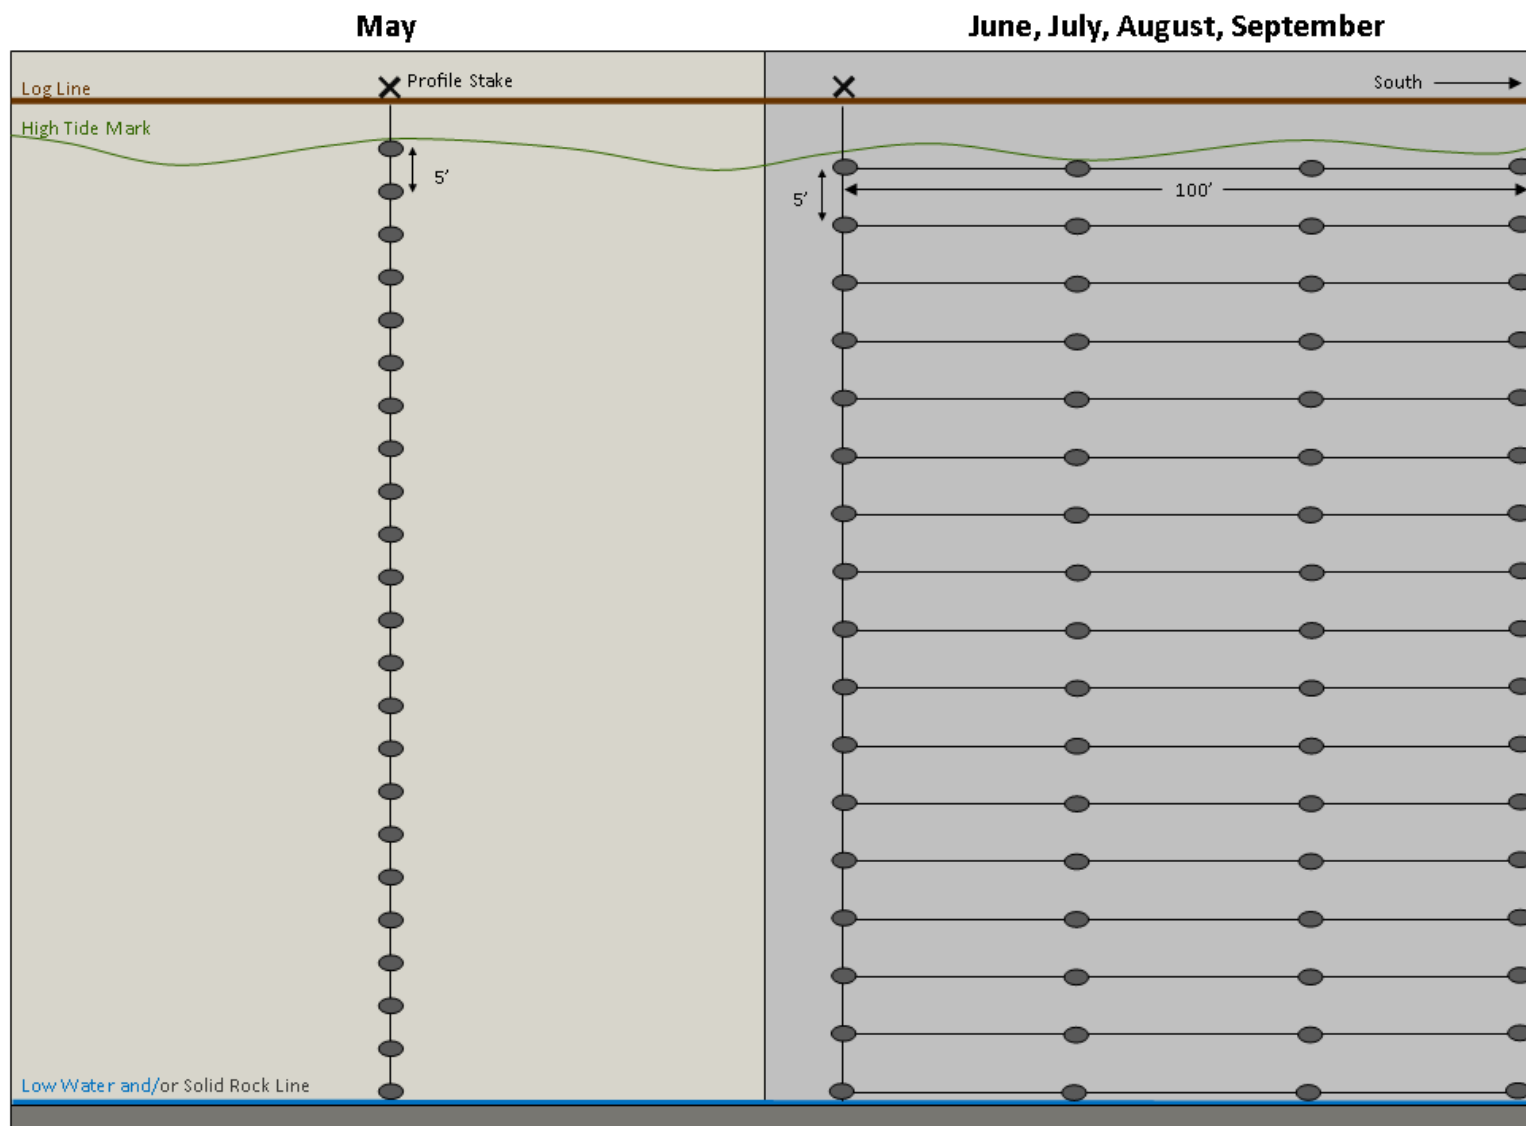 May
June, July, August, September
Profile Stake
South
Log Line
High Tide Mark
5’
5’
100’
Low Water and/or Solid Rock Line